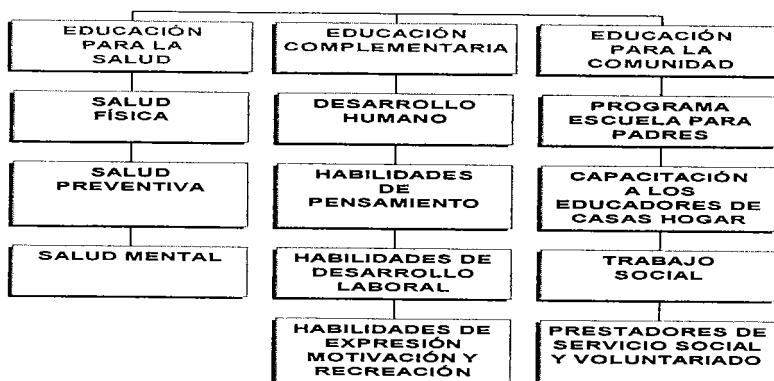 EDUCACIÓN
PARA LA
SALUD
SALUD
FÍSICA
SALUD
PREVENTIVA
SALUD MENTAL
EDUCACIÓN
COMPLEMENTARIA
DESARROLLO
HUMANO
HABILIDADES
DE
PENSAMIENTO
HABILIDADES DE
DESARROLLO
LABORAL
HABILIDADES DE
EXPRESIÓN
MOTIVACIÓN Y
RECREACIÓN
EDUCACIÓN
PARA LA
COMUNIDAD
PROGRAMA
ESCUELA PARA
PADRES
CAPACITACIÓN
A LOS
EDUCADORES DE
CASAS HOGAR
TRABAJO
SOCIAL
PRESTADORES DE
SERVICIO SOCIAL
Y VOLUNTARIADO